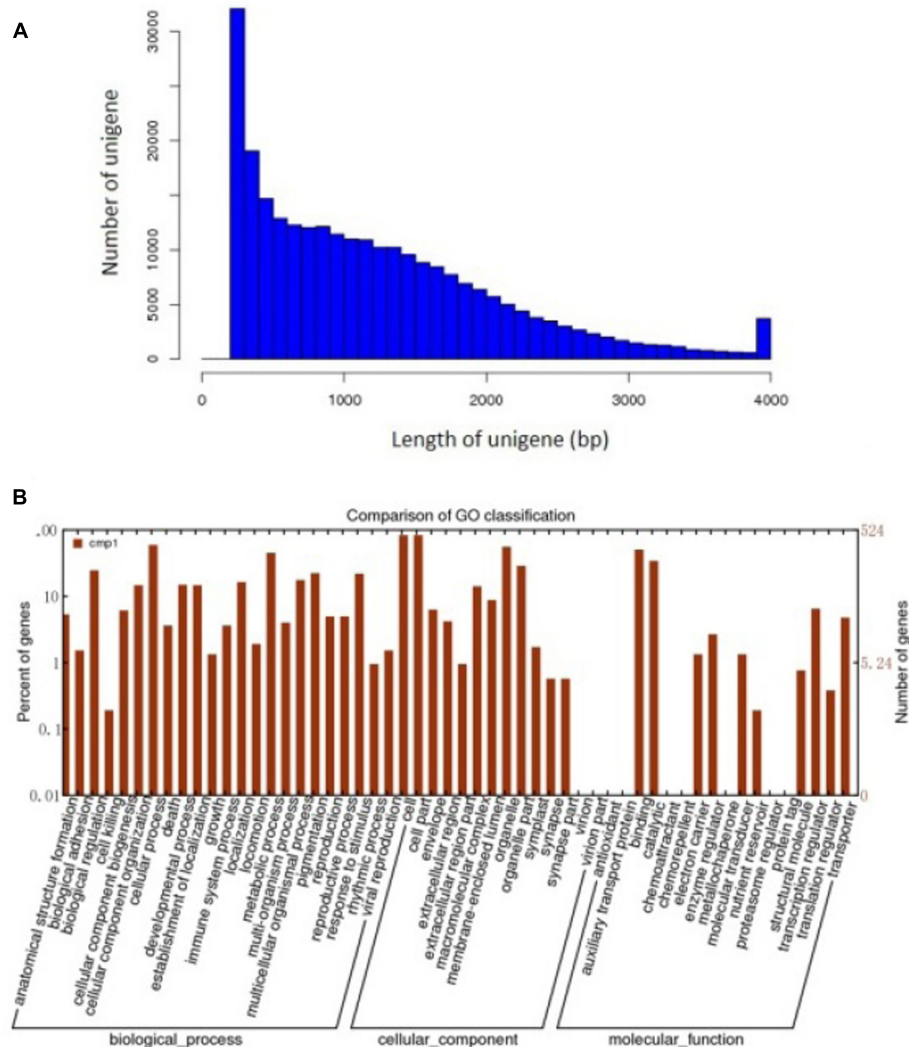 A
Number of unigene
30000
20000
10000
5000
0
0 1000 2000 3000 4000
Length of unigene (bp)
B
Comparison of GO classification
cmp1
Percent of genes
.00
10
1
0.1
0.01
524
5,24
0
Number of genes
anatomical structure formation
biological adhesion
biological regulation
cell killing
cellular component biogenesis
cellular component organization
cellular process
death
developmental process
establishment of localization
growth
immune system process
localization
locomotion
metabolic process
multi-organism process
multicellular organismal process
pigmentation
reproduction
reproductive process
response to stimulus
rhythmic process
viral reproduction
cell
cell part
envelope
extracellular region
extracellular region part
macromolecular complex
membrane-enclosed lumen
organelle
organelle part
symplast
synapse
synapse part
virion
virion part
antioxidant
auxiliary transport protein
binding
catalytic
chemoattractant
chemorepellent
electron carrier
enzyme regulator
metallochaperone
molecular transducer
nutrient reservoir
proteasome regulator
protein tag
structural molecule
transcription regulator
translation regulator
transporter
biological_process
cellular_component
molecular_function